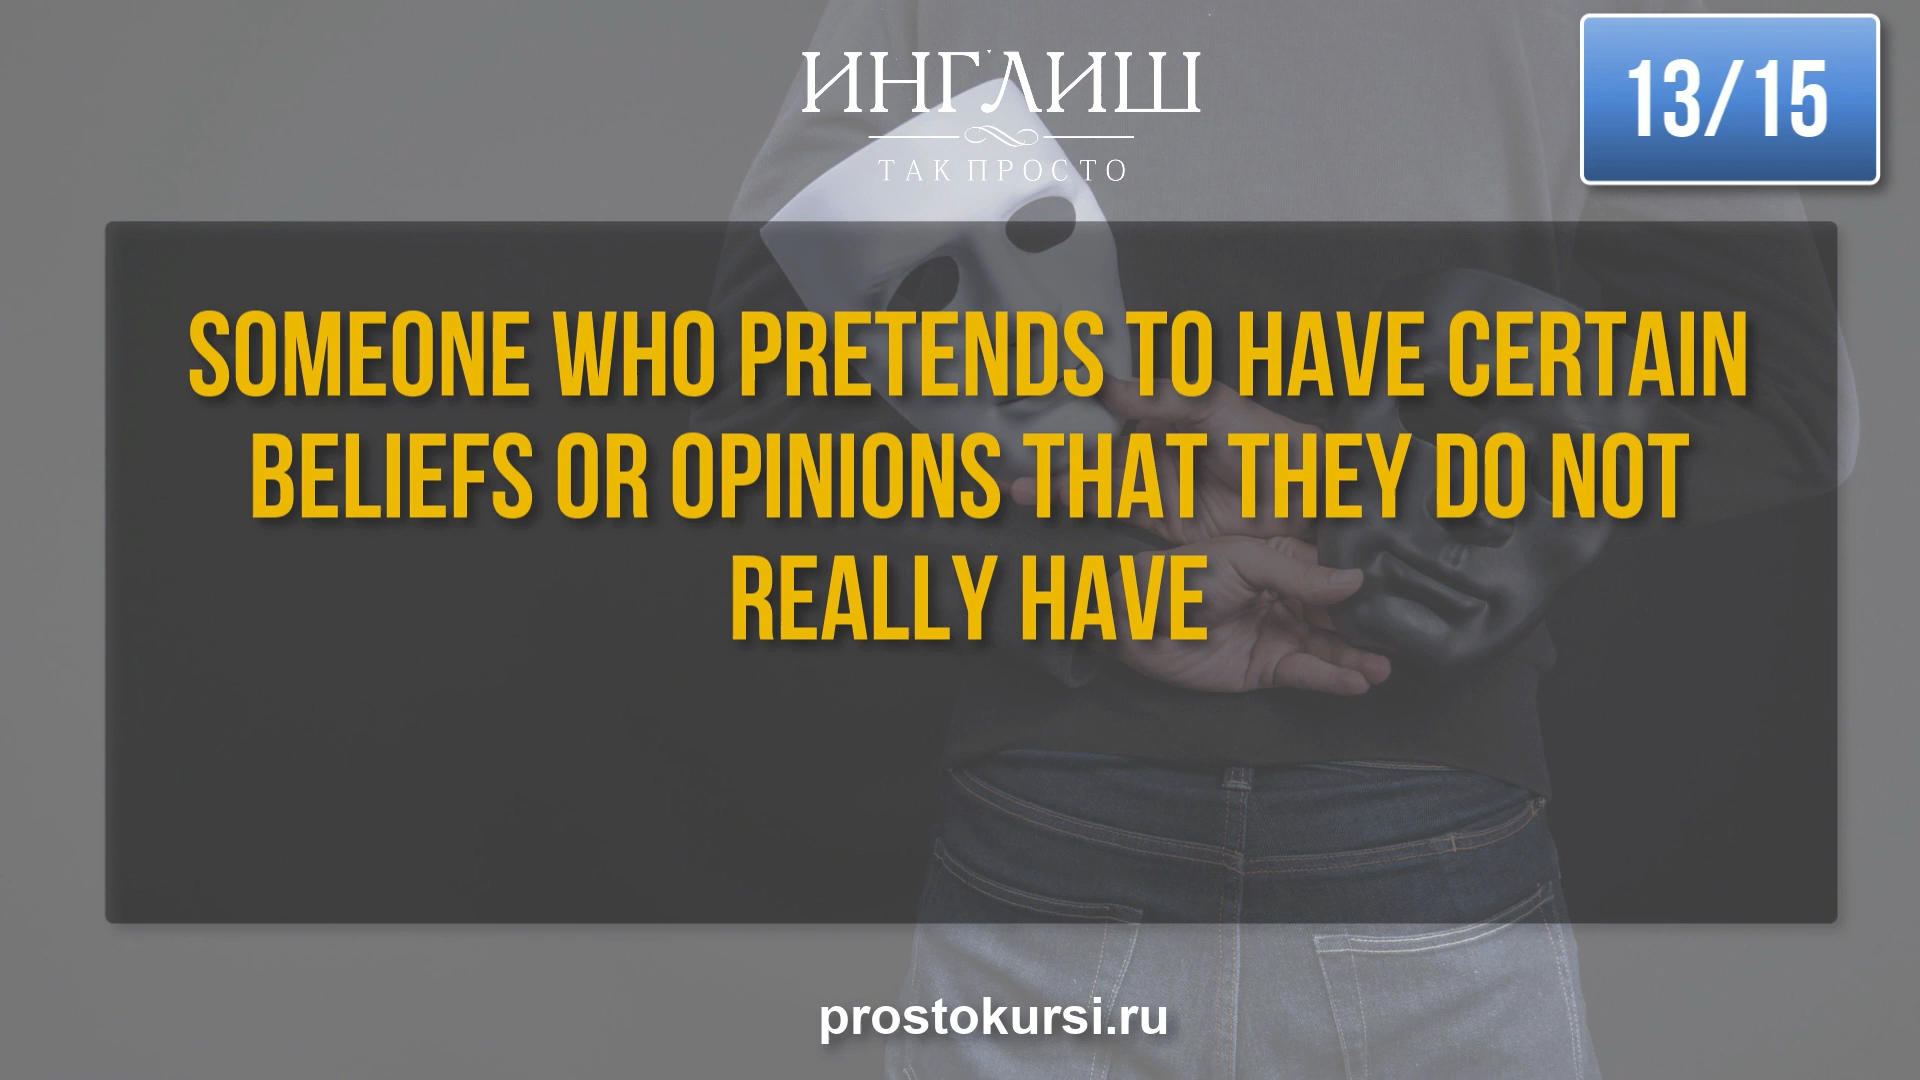 ИНГЛИШ
ТАК ПРОСТО
13/15
SOMEONE WHO PRETENDS TO HAVE CERTAIN
BELIEFS OR OPINIONS THAT THEY DO NOT
REALLY HAVE
prostokursi.ru